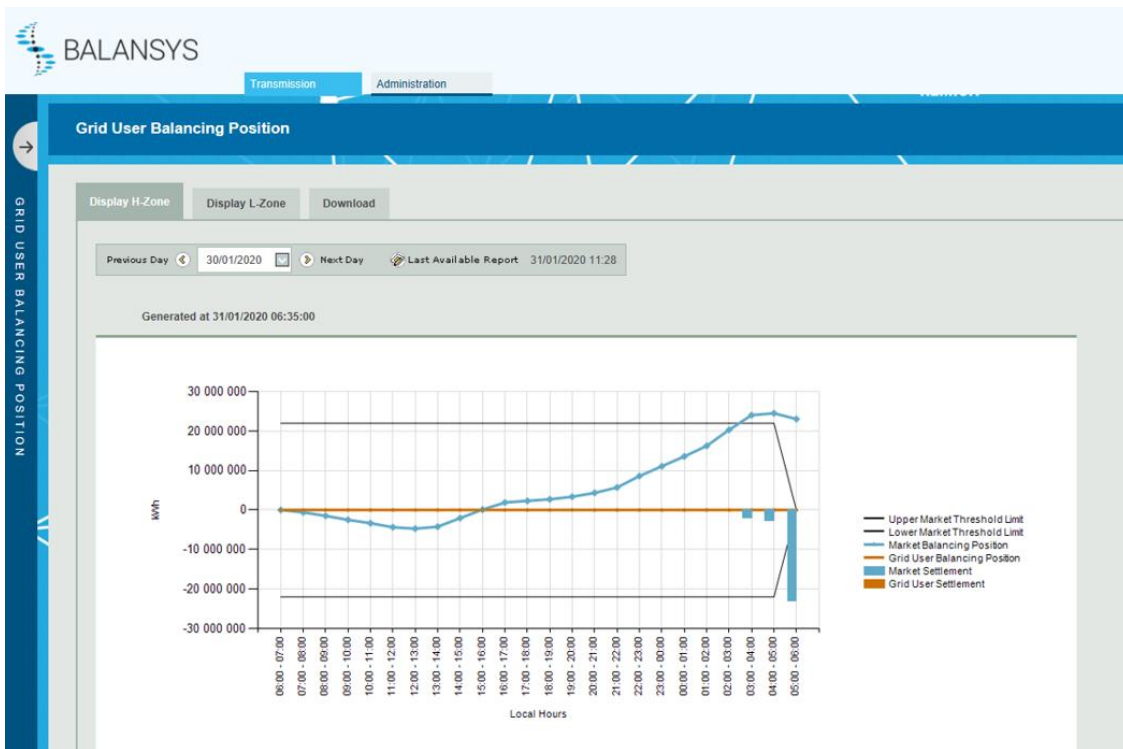 BALANSYS
Transmission Administration
Grid User Balancing Position
GRID USER BALANCING POSITION
Display H-Zone Display L-Zone Download
Previous Day 30/01/2020 Next Day Last Available Report 31/01/2020 11:28
Generated at 31/01/2020 06:35:00
30 000 000
20 000 000
10 000 000
0
-10 000 000
-20 000 000
-30 000 000
kWh
06:00 - 07:00
07:00 - 08:00
08:00 - 09:00
09:00 - 10:00
10:00 - 11:00
11:00 - 12:00
12:00 - 13:00
13:00 - 14:00
14:00 - 15:00
15:00 - 16:00
16:00 - 17:00
17:00 - 18:00
18:00 - 19:00
19:00 - 20:00
20:00 - 21:00
21:00 - 22:00
22:00 - 23:00
23:00 - 00:00
00:00 - 01:00
01:00 - 02:00
02:00 - 03:00
03:00 - 04:00
04:00 - 05:00
05:00 - 06:00
Local Hours
Upper Market Threshold Limit
Lower Market Threshold Limit
Market Balancing Position
Grid User Balancing Position
Market Settlement
Grid User Settlement